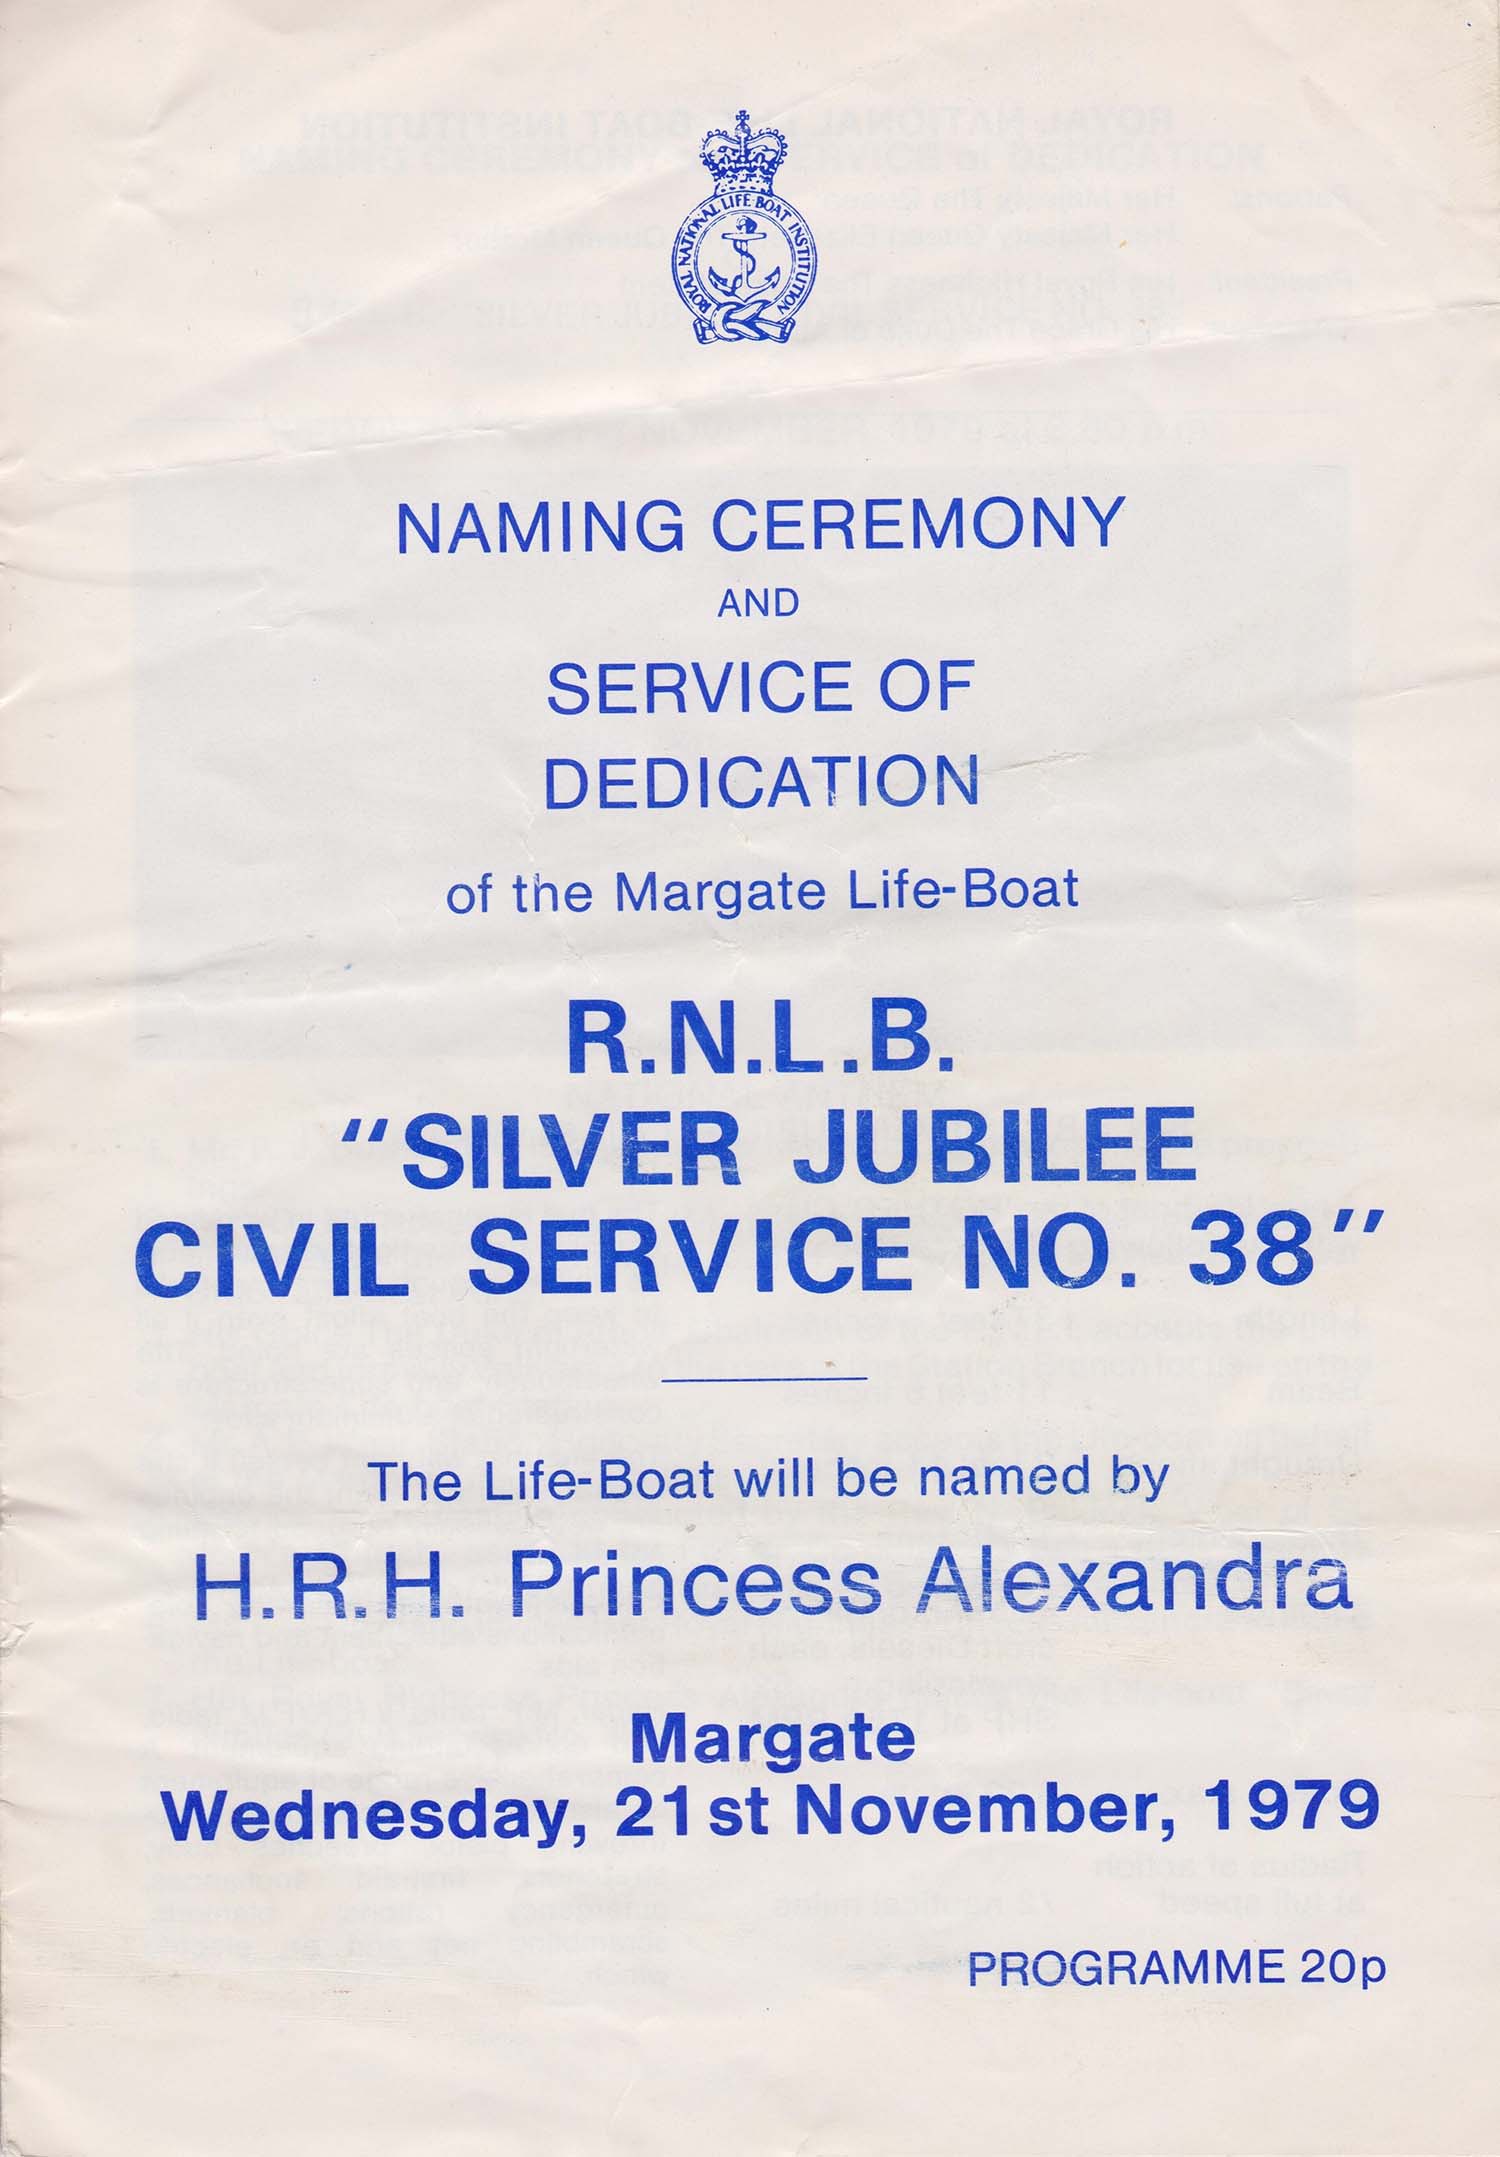 ROYAL NATIONAL LIFE-BOAT INSTITUTION
NAMING CEREMONY
AND
SERVICE OF
DEDICATION
of the Margate Life-Boat
R.N.L.B.
"SILVER JUBILEE
CIVIL SERVICE NO. 38"
The Life-Boat will be named by
H.R.H. Princess Alexandra
Margate
Wednesday, 21st November, 1979
PROGRAMME 20p